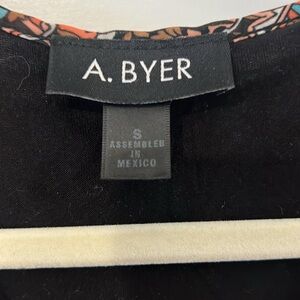 A. BYER
S
ASSEMBLED
IN
MEXICO